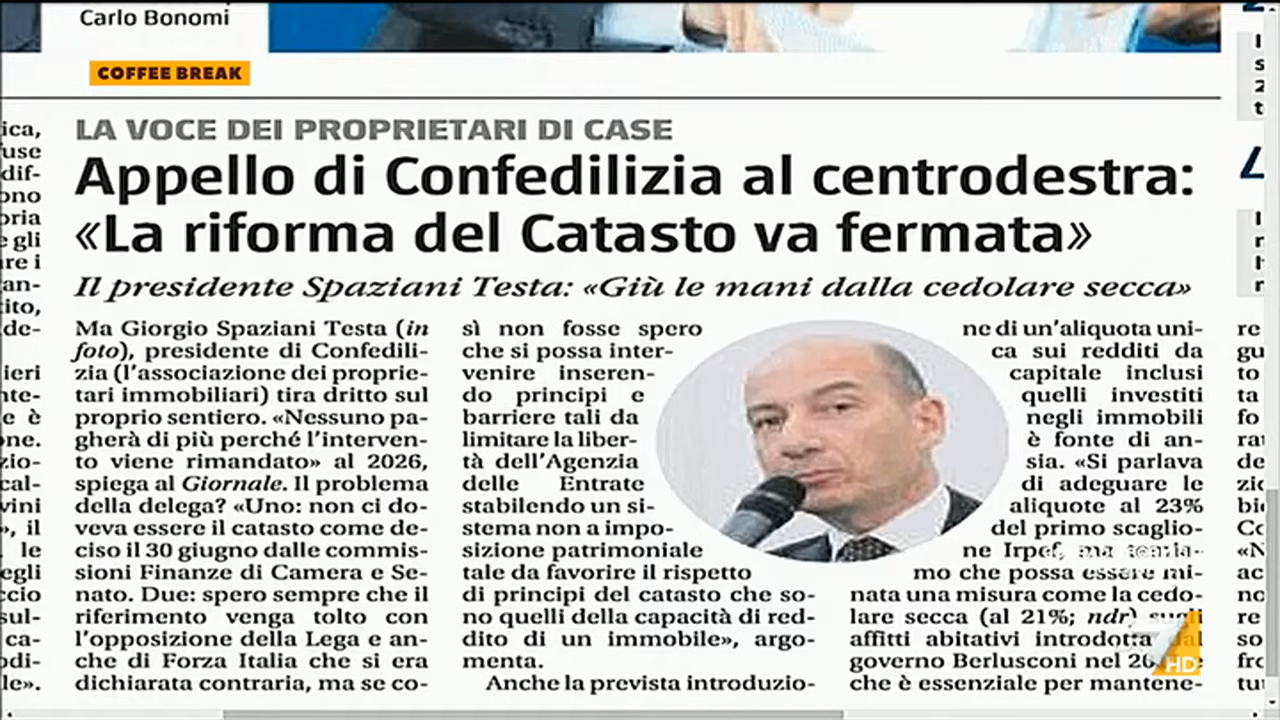 Carlo Bonomi
COFFEE BREAK
LA VOCE DEI PROPRIETARI DI CASE
Appello di Confedilizia al centrodestra:
«La riforma del Catasto va fermata»
Il presidente Spaziani Testa: «Giù le mani dalla cedolare secca»
Ma Giorgio Spaziani Testa (in
foto), presidente di Confedili-
zia (l'associazione dei proprie-
tari immobiliari) tira dritto sul
proprio sentiero. «Nessuno pa-
gherà di più perché l'interven-
to viene rimandato» al 2026,
spiega al Giornale. Il problema
della delega? «Uno: non ci do-
veva essere il catasto come de-
ciso il 30 giugno dalle commis-
sioni Finanze di Camera e Se-
nato. Due: spero sempre che il
riferimento venga tolto con
l'opposizione della Lega e an-
che di Forza Italia che si era
dichiarata contraria, ma se co-
sì non fosse spero
che si possa inter-
venire inseren-
do principi e
barriere tali da
limitare la liber-
tà dell'Agenzia
delle Entrate
stabilendo un si-
stema non a impo-
sizione patrimoniale
tale da favorire il rispetto
di principi del catasto che so-
no quelli della capacità di red-
dito di un immobile», argo-
menta.
Anche la prevista introduzio-
ne di un'aliquota uni-
ca sui redditi da
capitale inclusi
quelli investiti
negli immobili
è fonte di an-
sia. «Si parlava
di adeguare le
aliquote al 23%
del primo scaglio-
ne Irpef,
mo che possa essere mi-
nata una misura come la cedo-
lare secca (al 21%; ndr) sugli
affitti abitativi introdotta dal
governo Berlusconi nel
che è essenziale per mantene-
7 HD